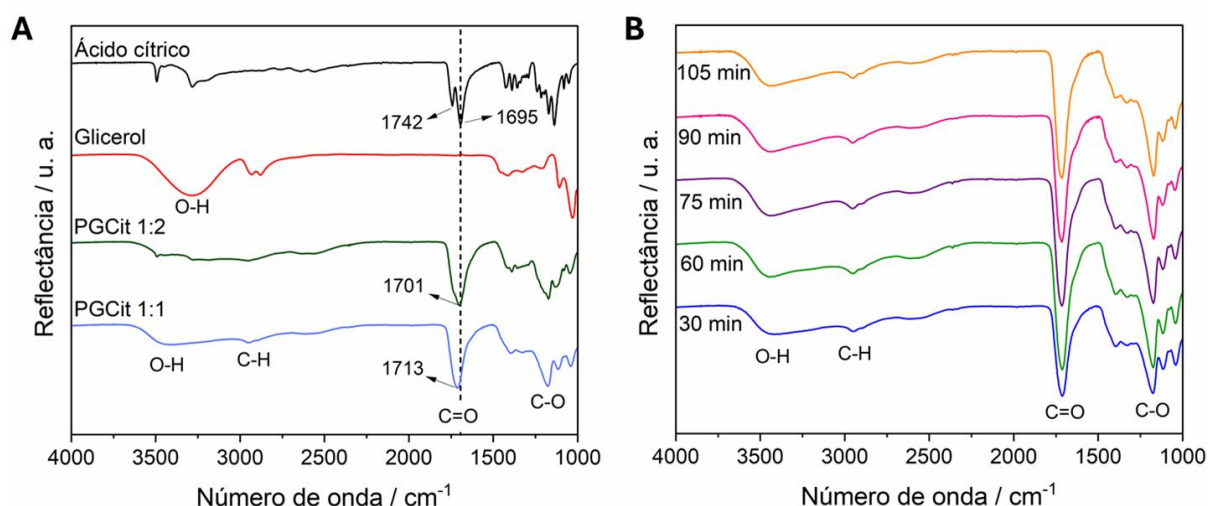 A
Ácido cítrico
1742
1695
Glicerol
O-H
PGCit 1:2
1701
PGCit 1:1
O-H
C-H
1713
C=O
C-O
Reflectância / u. a.
4000 3500 3000 2500 2000 1500 1000
Número de onda / cm⁻¹
B
105 min
90 min
75 min
60 min
30 min
O-H
C-H
C=O
C-O
Reflectância / u. a.
4000 3500 3000 2500 2000 1500 1000
Número de onda / cm⁻¹